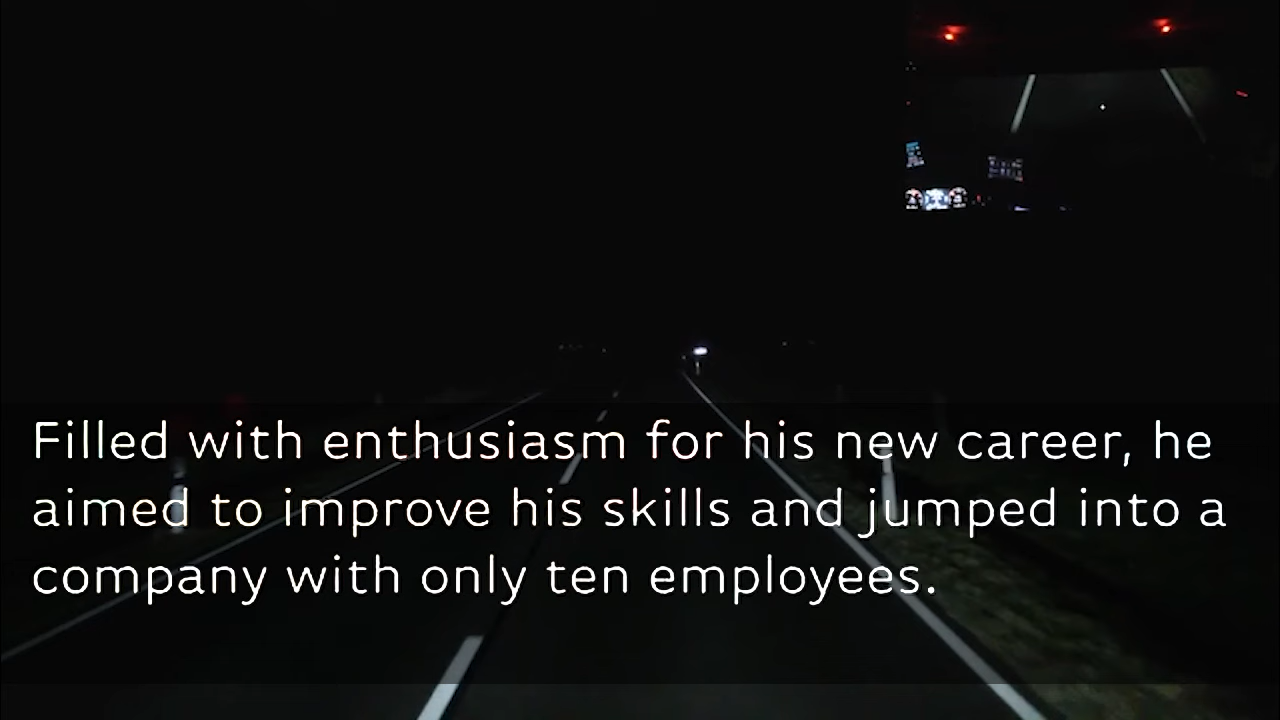 Filled with enthusiasm for his new career, he
aimed to improve his skills and jumped into a
company with only ten employees.